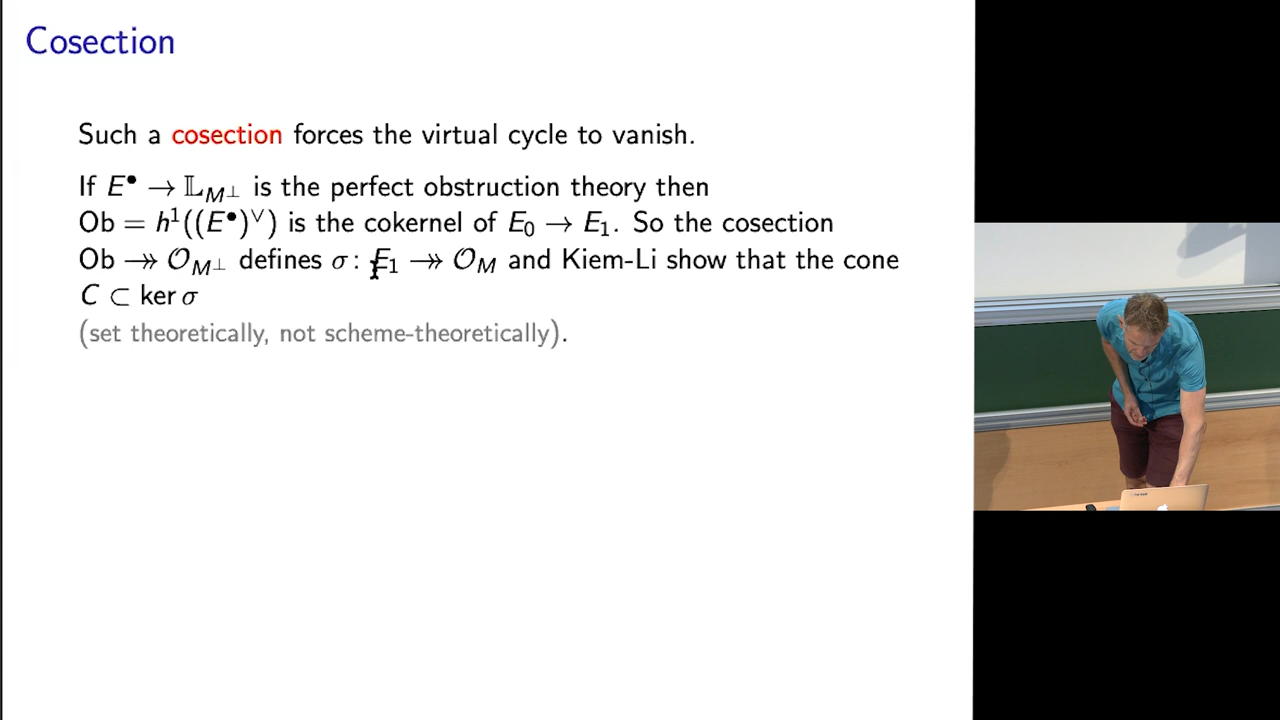 Cosection
Such a cosection forces the virtual cycle to vanish.
If E• → 𝕃_{M⊥} is the perfect obstruction theory then
Ob = h¹((E•)∨) is the cokernel of E₀ → E₁. So the cosection
Ob ↠ 𝒪_{M⊥} defines σ: E₁ ↠ 𝒪_M and Kiem-Li show that the cone
C ⊂ ker σ
(set theoretically, not scheme-theoretically).